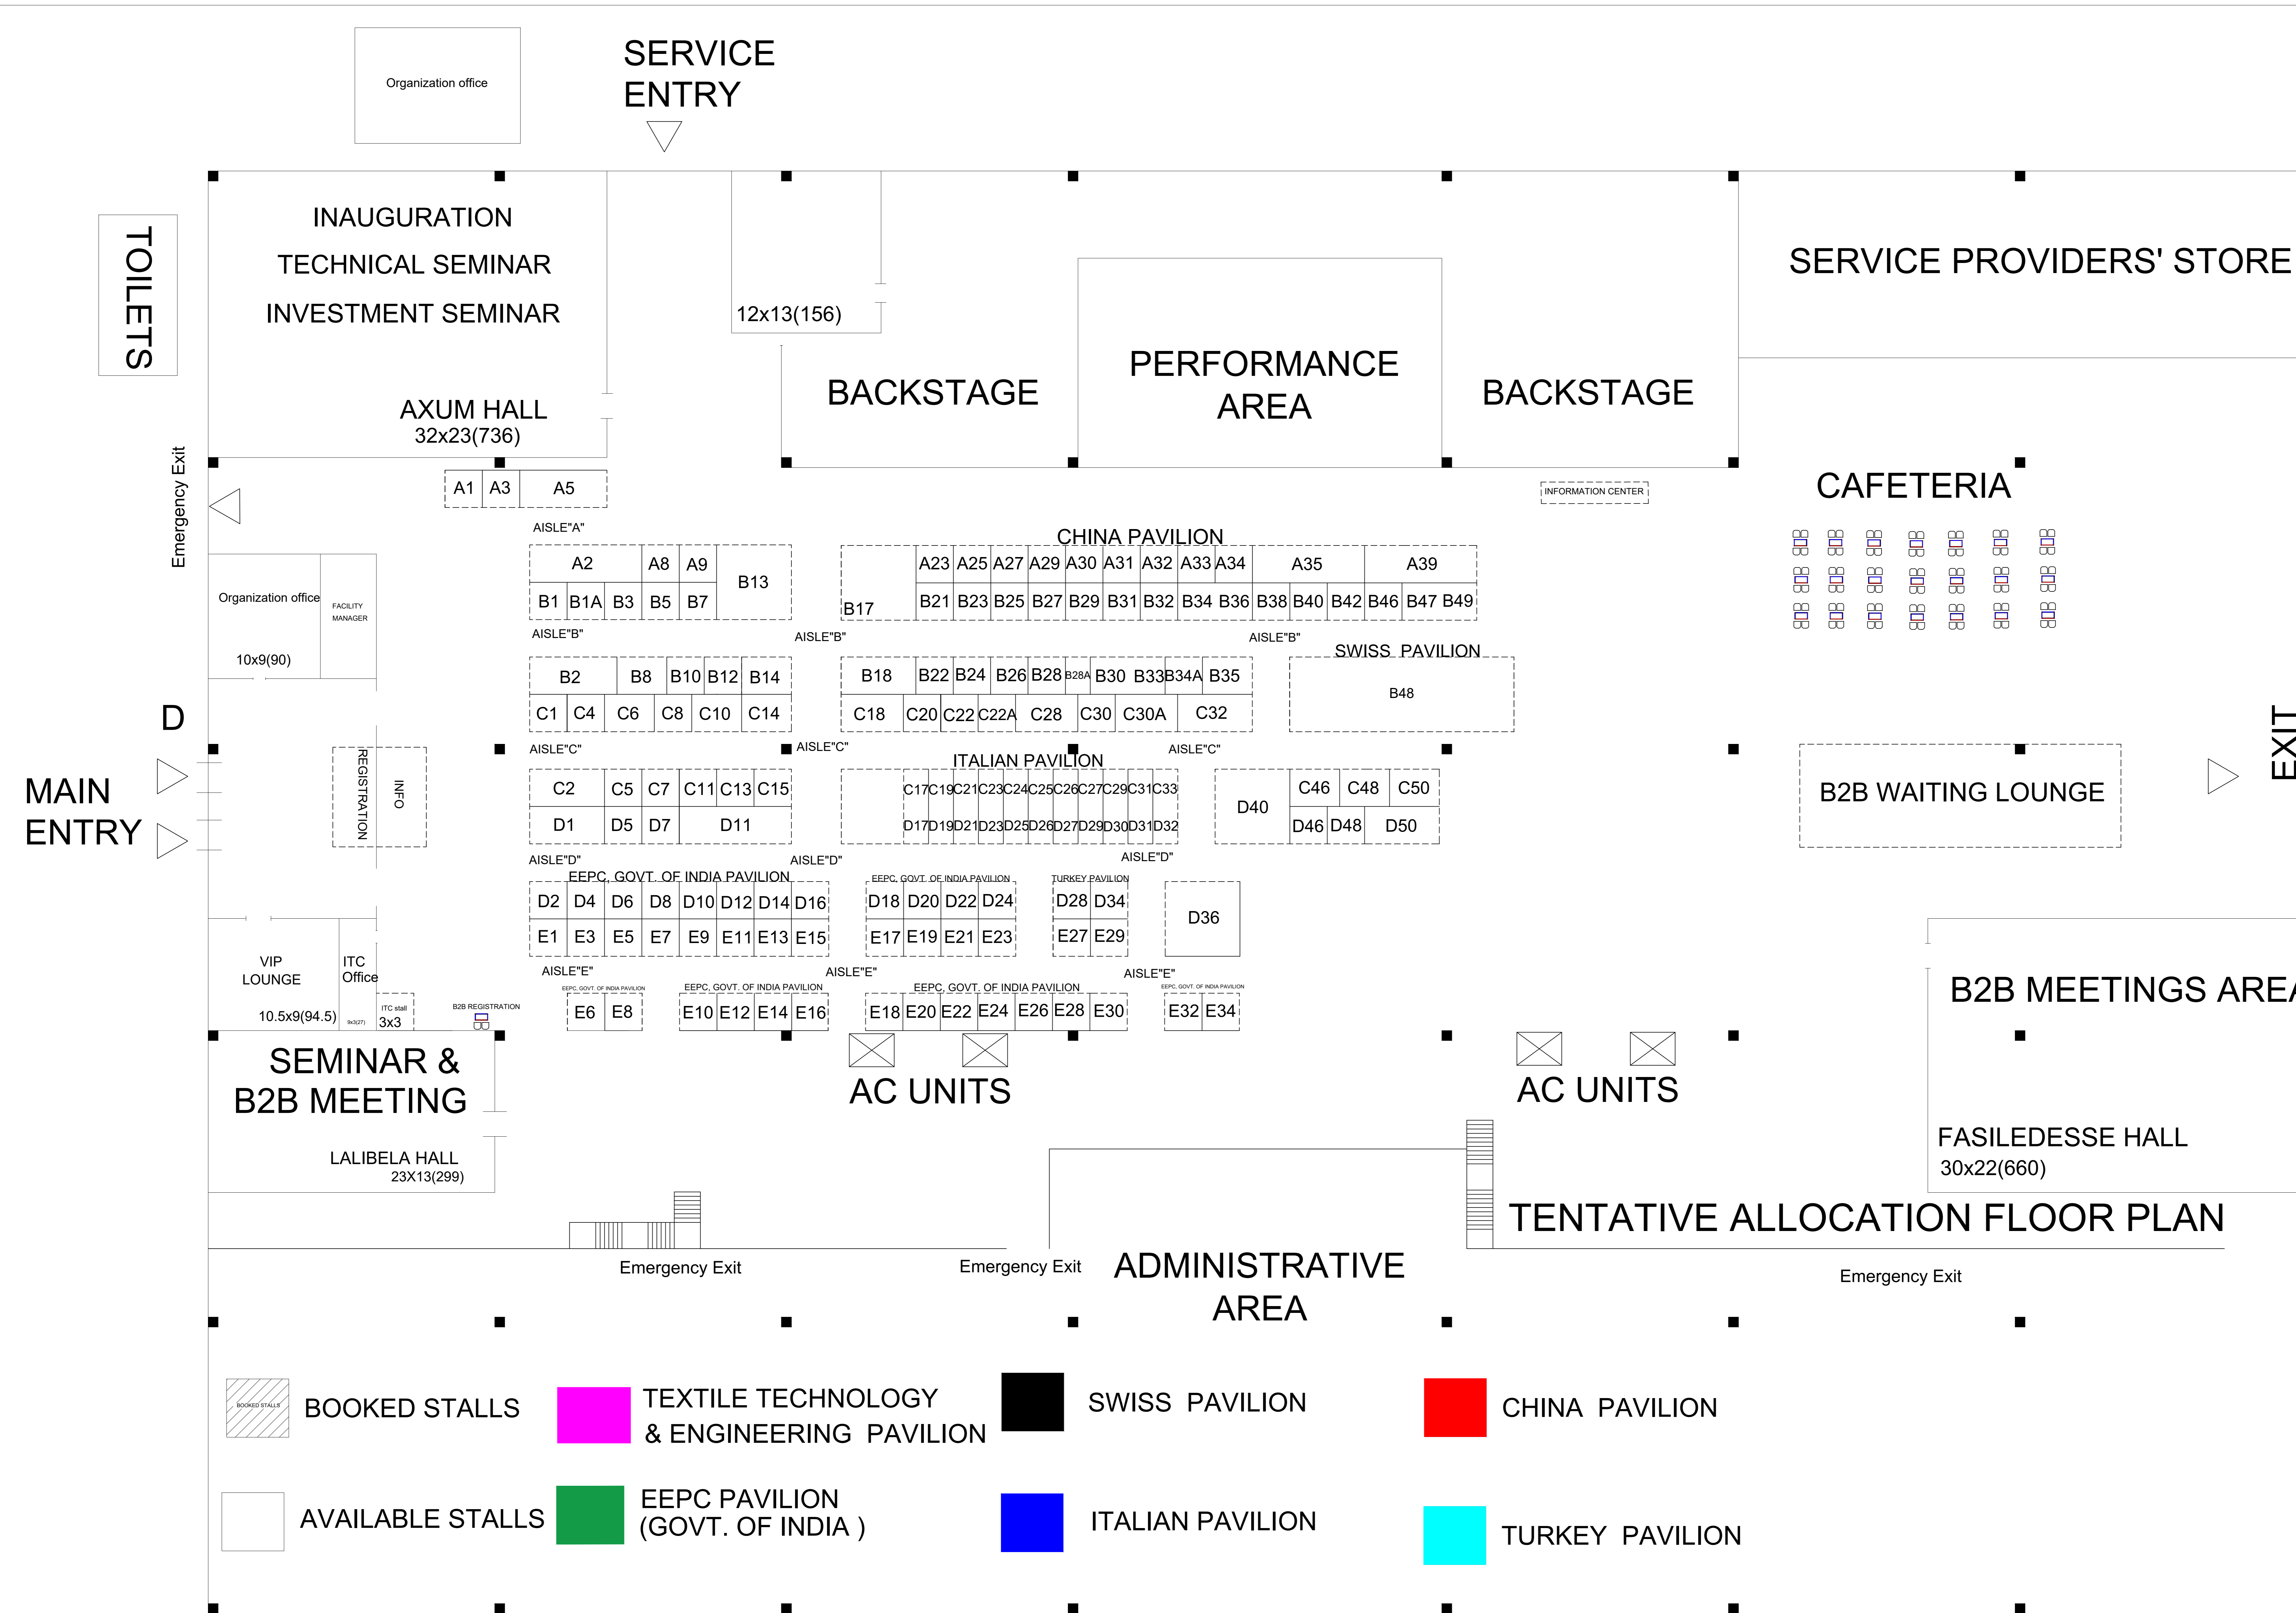 SERVICE
ENTRY
Organization office
TOILETS
INAUGURATION
TECHNICAL SEMINAR
INVESTMENT SEMINAR
AXUM HALL
32x23(736)
12x13(156)
BACKSTAGE
PERFORMANCE
AREA
BACKSTAGE
SERVICE PROVIDERS' STORE
Emergency Exit
A1 A3 A5
INFORMATION CENTER
CAFETERIA
AISLE"A"
CHINA PAVILION
A2 A8 A9 B13
B1 B1A B3 B5 B7
A23 A25 A27 A29 A30 A31 A32 A33 A34 A35 A39
B17 B21 B23 B25 B27 B29 B31 B32 B34 B36 B38 B40 B42 B46 B47 B49
Organization office
FACILITY
MANAGER
10x9(90)
AISLE"B" AISLE"B" AISLE"B"
SWISS PAVILION
B2 B8 B10 B12 B14
B18 B22 B24 B26 B28 B28A B30 B33 B34A B35
B48
C1 C4 C6 C8 C10 C14
C18 C20 C22 C22A C28 C30 C30A C32
D
MAIN
ENTRY
REGISTRATION
INFO
AISLE"C" AISLE"C" AISLE"C"
ITALIAN PAVILION
C2 C5 C7 C11 C13 C15
C17 C19 C21 C23 C24 C25 C26 C27 C29 C31 C33
D40 C46 C48 C50
D1 D5 D7 D11
D17 D19 D21 D23 D25 D26 D27 D29 D30 D31 D32
D46 D48 D50
B2B WAITING LOUNGE
EXIT
AISLE"D" AISLE"D" AISLE"D"
EEPC, GOVT. OF INDIA PAVILION
EEPC, GOVT. OF INDIA PAVILION
TURKEY PAVILION
D2 D4 D6 D8 D10 D12 D14 D16
D18 D20 D22 D24
D28 D34
D36
E1 E3 E5 E7 E9 E11 E13 E15
E17 E19 E21 E23
E27 E29
AISLE"E" AISLE"E" AISLE"E"
VIP
LOUNGE
10.5x9(94.5)
ITC
Office
9x3(27)
ITC stall
3x3
B2B REGISTRATION
EEPC, GOVT. OF INDIA PAVILION
EEPC, GOVT. OF INDIA PAVILION
EEPC, GOVT. OF INDIA PAVILION
EEPC, GOVT. OF INDIA PAVILION
E6 E8
E10 E12 E14 E16
E18 E20 E22 E24 E26 E28 E30
E32 E34
B2B MEETINGS AREA
FASILEDESSE HALL
30x22(660)
SEMINAR &
B2B MEETING
LALIBELA HALL
23X13(299)
AC UNITS
AC UNITS
TENTATIVE ALLOCATION FLOOR PLAN
Emergency Exit
Emergency Exit
ADMINISTRATIVE
AREA
Emergency Exit
BOOKED STALLS
BOOKED STALLS
TEXTILE TECHNOLOGY
& ENGINEERING PAVILION
SWISS PAVILION
CHINA PAVILION
AVAILABLE STALLS
EEPC PAVILION
(GOVT. OF INDIA )
ITALIAN PAVILION
TURKEY PAVILION